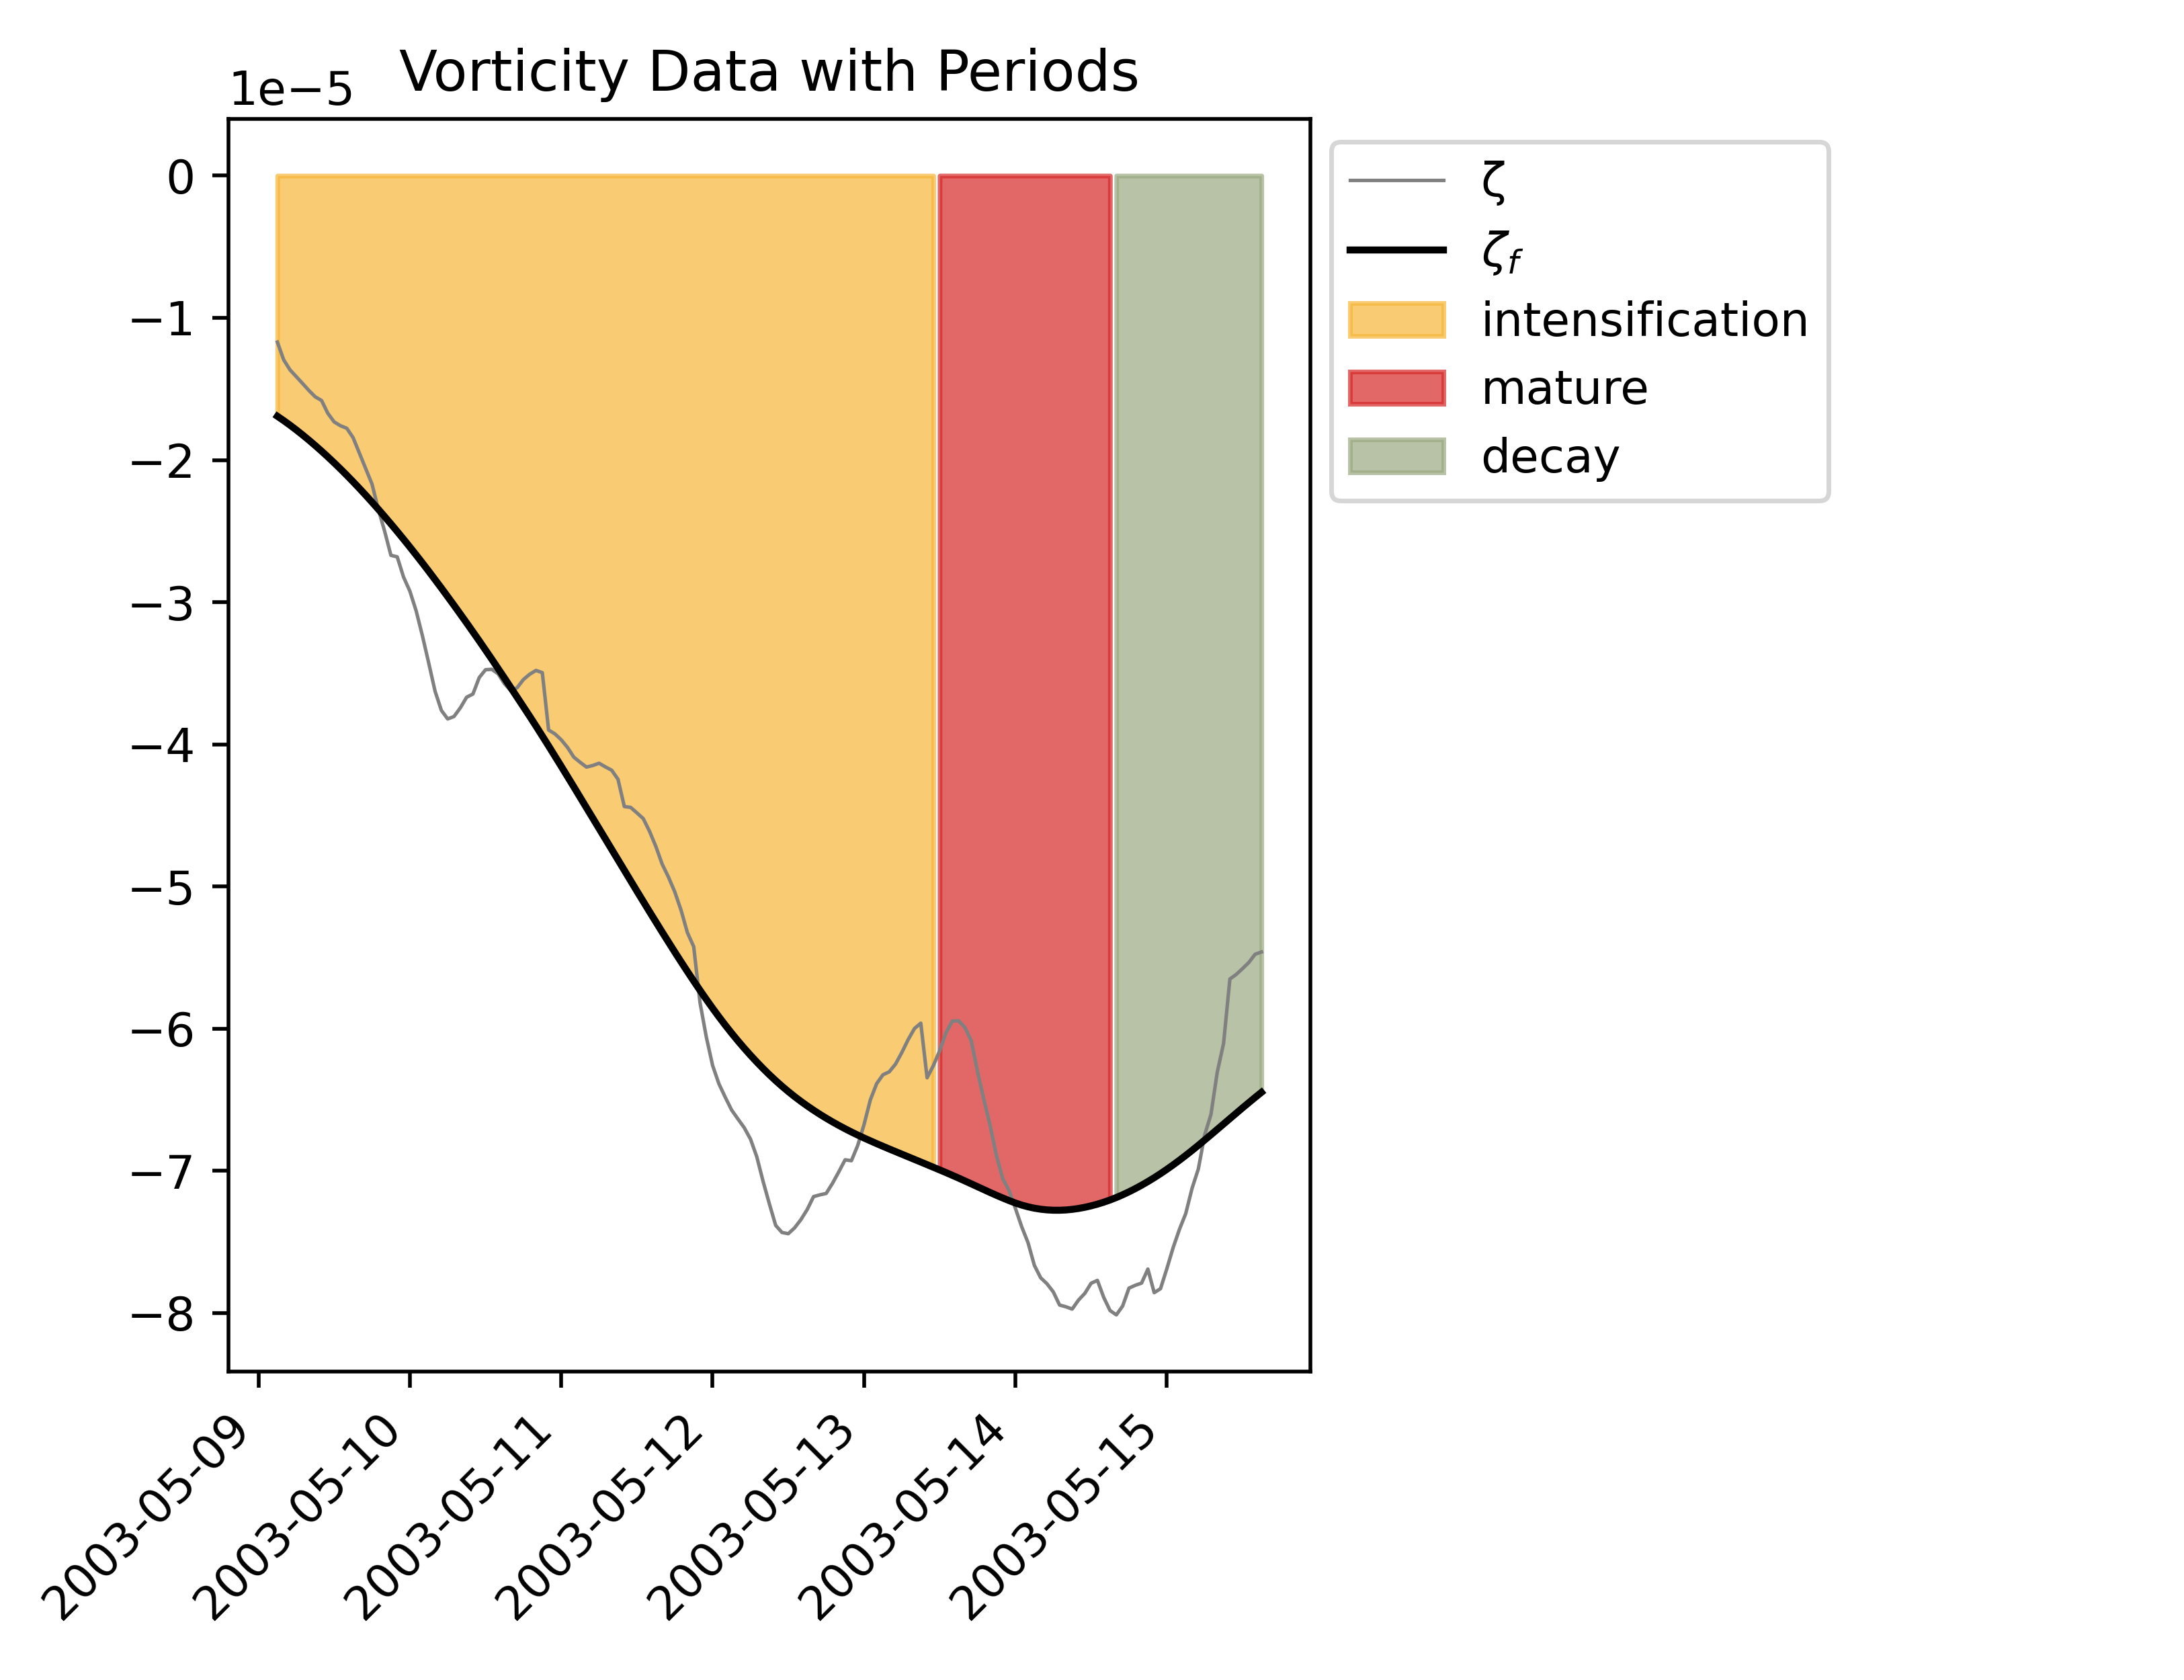 Vorticity Data with Periods
1e−5
0
−1
−2
−3
−4
−5
−6
−7
−8
2003-05-09
2003-05-10
2003-05-11
2003-05-12
2003-05-13
2003-05-14
2003-05-15
ζ
ζf
intensification
mature
decay